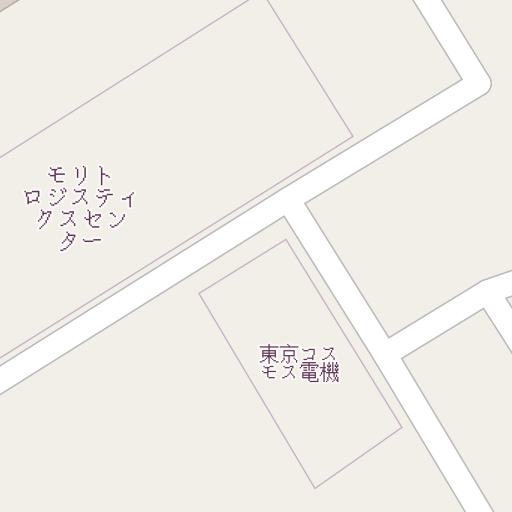 モリト
ロジスティ
クスセン
ター
東京コス
モス電機